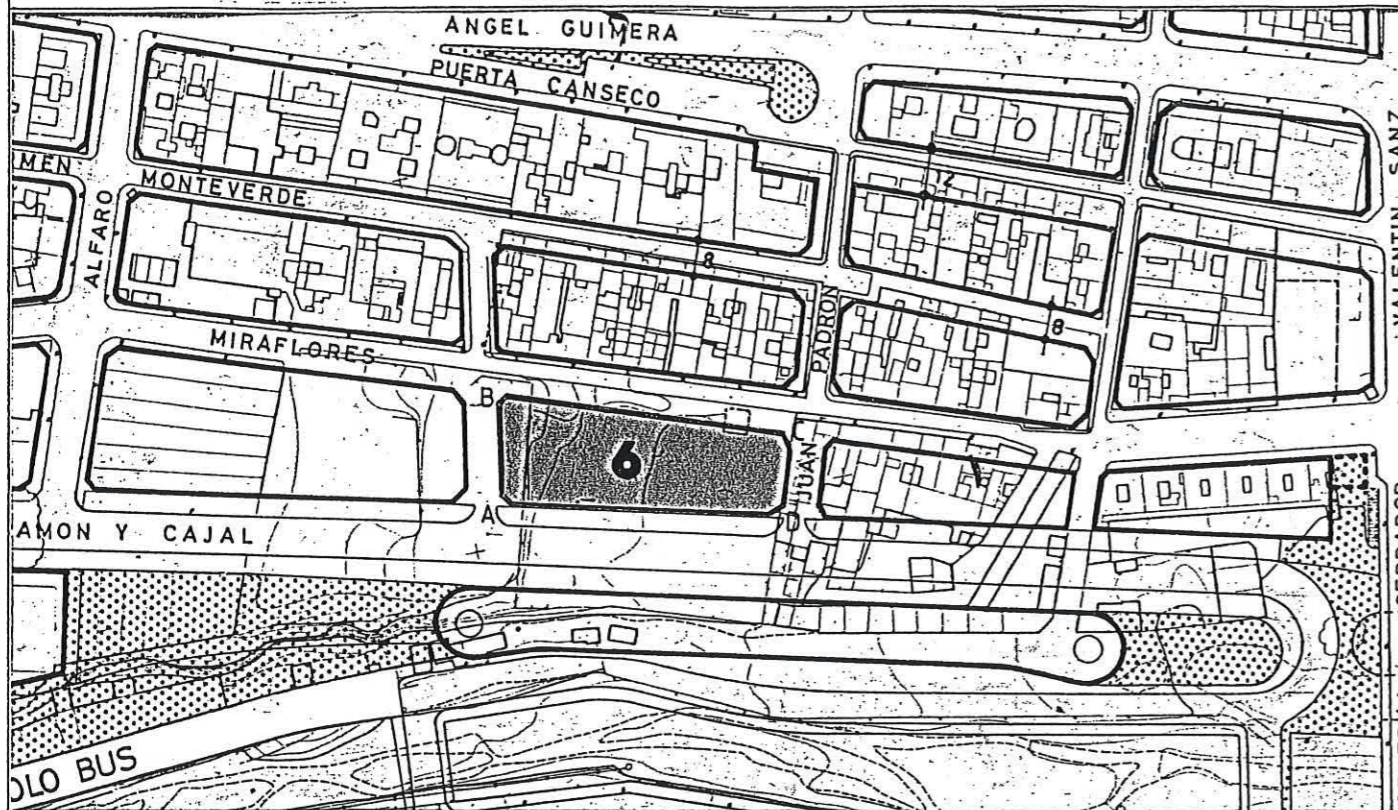 ANGEL GUIMERA
PUERTA CANSECO
MEN
MONTEVERDE
ALFARO
12
8
8
PADRON
SANZ
VALENTIN
MIRAFLORES
B
6
JUAN
A
AMON Y CAJAL
OLO BUS